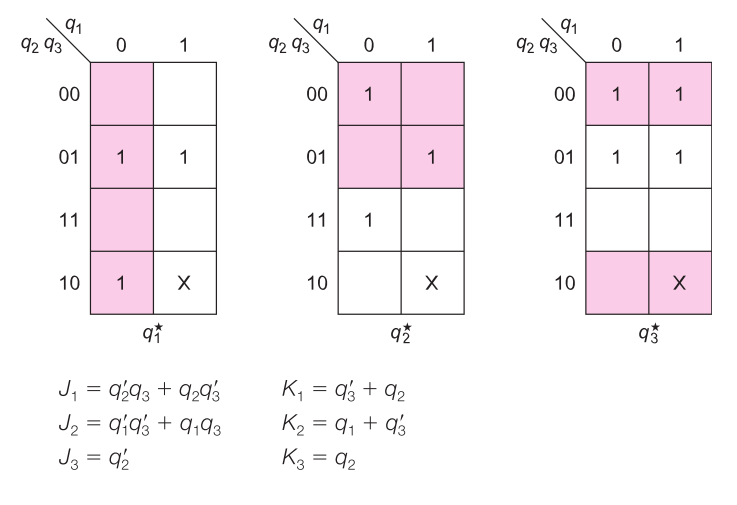 q₁ q₁ q₁
q₂ q₃ 0 1 q₂ q₃ 0 1 q₂ q₃ 0 1
00 00 1 00 1 1
01 1 1 01 1 01 1 1
11 11 1 11
10 1 X 10 X 10 X
q₁★ q₂★ q₃★
J₁ = q₂′q₃ + q₂q₃′ K₁ = q₃′ + q₂
J₂ = q₁′q₃′ + q₁q₃ K₂ = q₁ + q₃′
J₃ = q₂′ K₃ = q₂